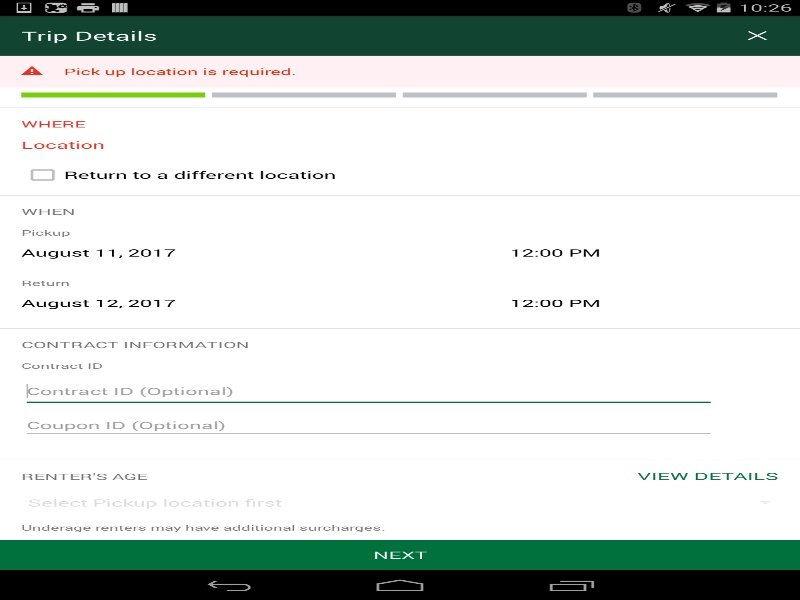 10:26
Trip Details
Pick up location is required.
WHERE
Location
Return to a different location
WHEN
Pickup
August 11, 2017 12:00 PM
Return
August 12, 2017 12:00 PM
CONTRACT INFORMATION
Contract ID
Contract ID (Optional)
Coupon ID (Optional)
RENTER'S AGE VIEW DETAILS
Select Pickup location first
Underage renters may have additional surcharges.
NEXT